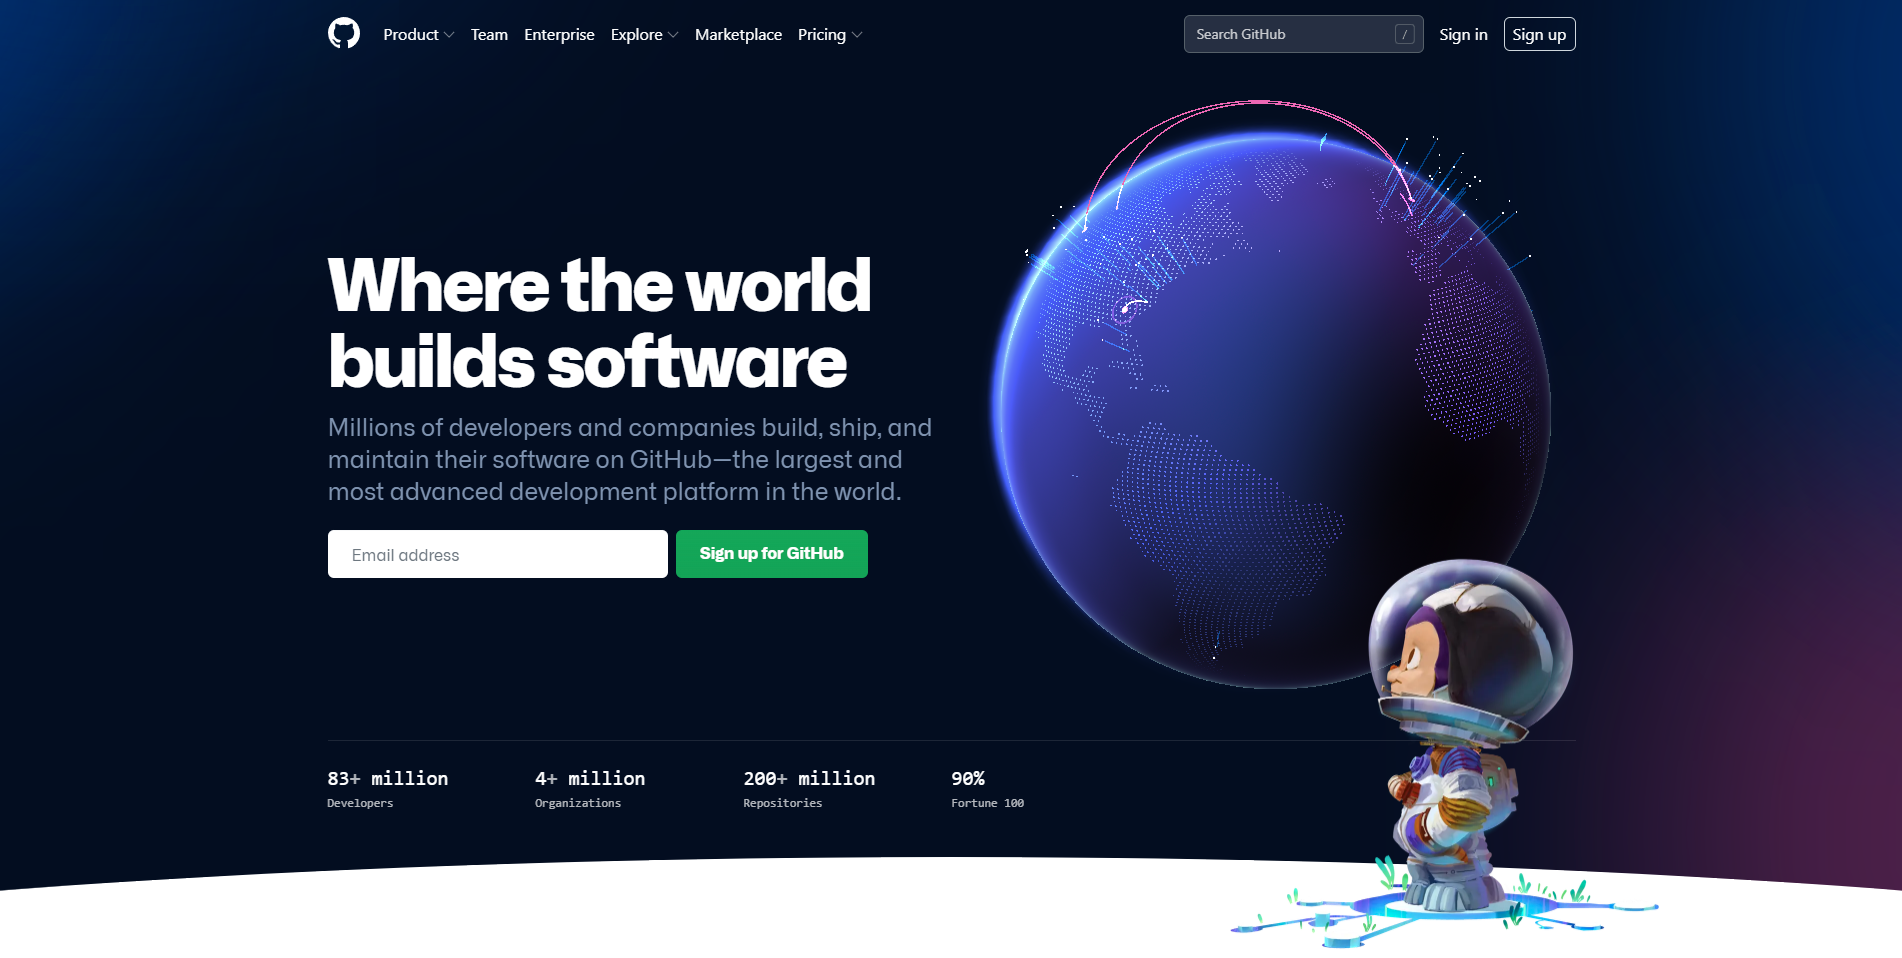 Product Team Enterprise Explore Marketplace Pricing Search GitHub / Sign in Sign up
Where the world
builds software
Millions of developers and companies build, ship, and
maintain their software on GitHub—the largest and
most advanced development platform in the world.
Email address Sign up for GitHub
83+ million 4+ million 200+ million 90%
Developers Organizations Repositories Fortune 100